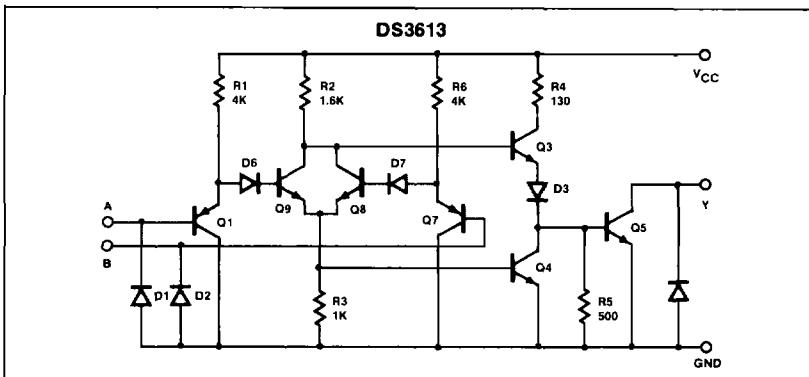 DS3613
VCC
R1
4K
R2
1.6K
R6
4K
R4
130
D6
D7
Q3
D3
A
Q1
Q9
Q8
Q7
Y
Q5
B
Q4
D1
D2
R3
1K
R5
500
GND